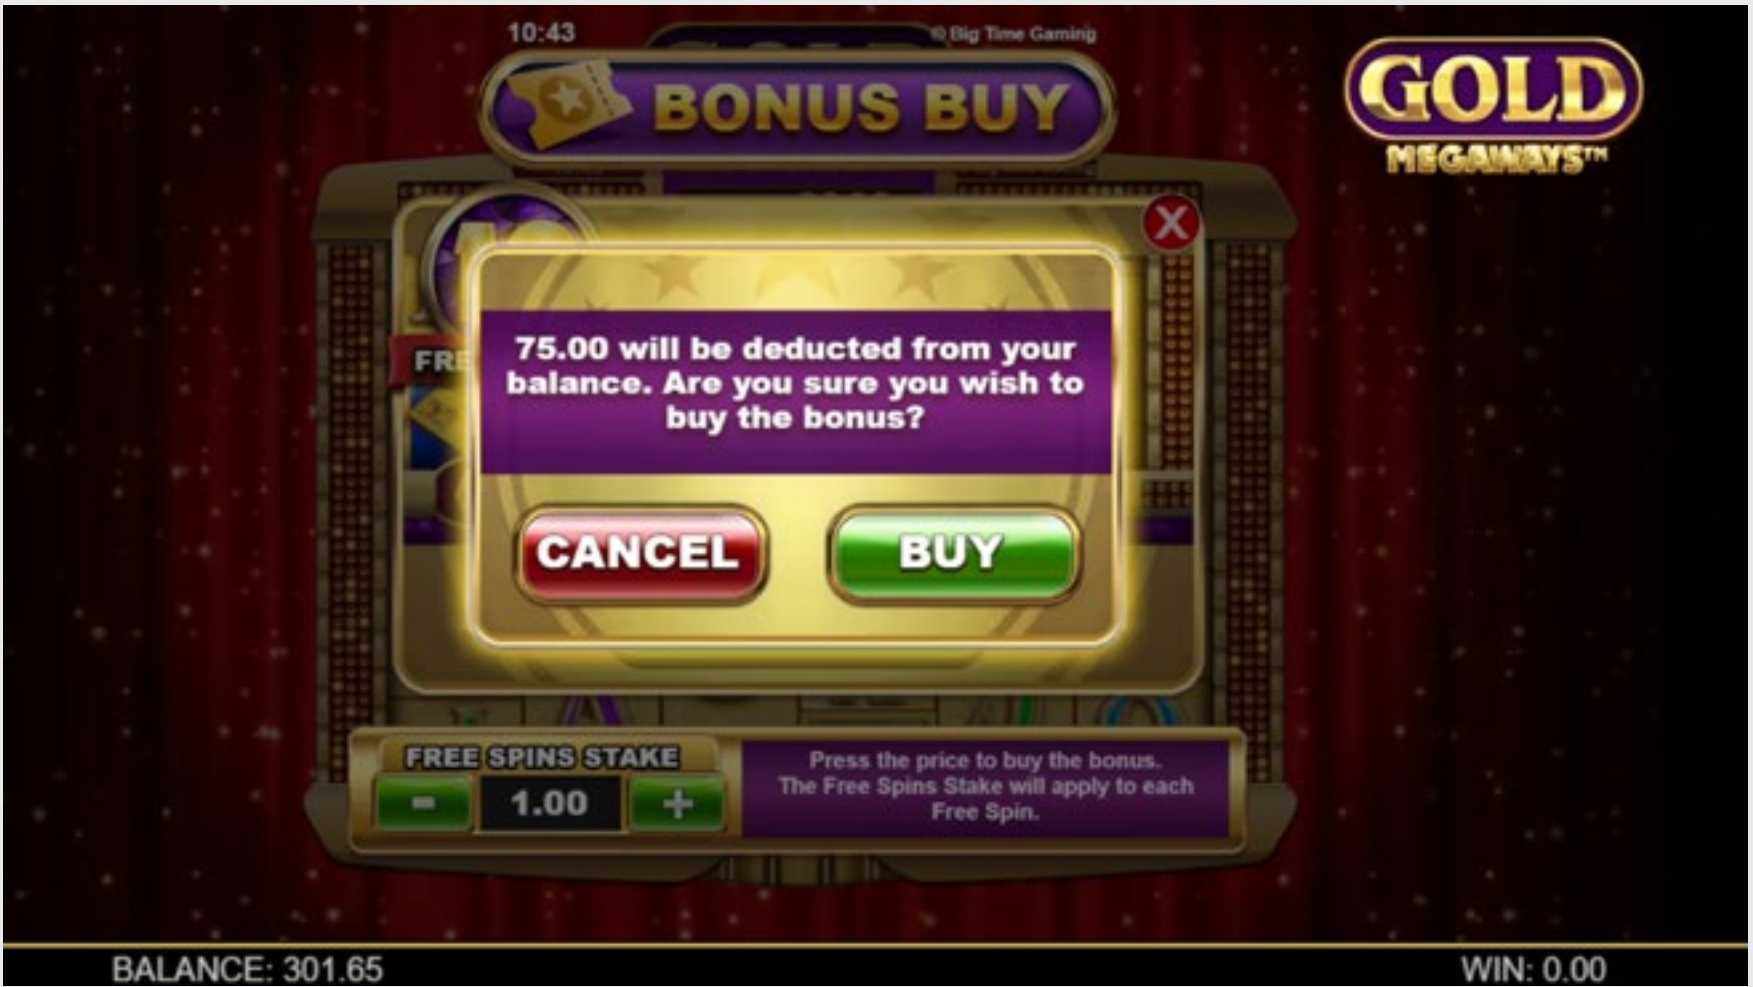 10:43
© Big Time Gaming
BONUS BUY
GOLD
MEGAWAYS™
X
75.00 will be deducted from your
balance. Are you sure you wish to
buy the bonus?
FRE
CANCEL
BUY
FREE SPINS STAKE
- 1.00 +
Press the price to buy the bonus.
The Free Spins Stake will apply to each
Free Spin.
BALANCE: 301.65
WIN: 0.00